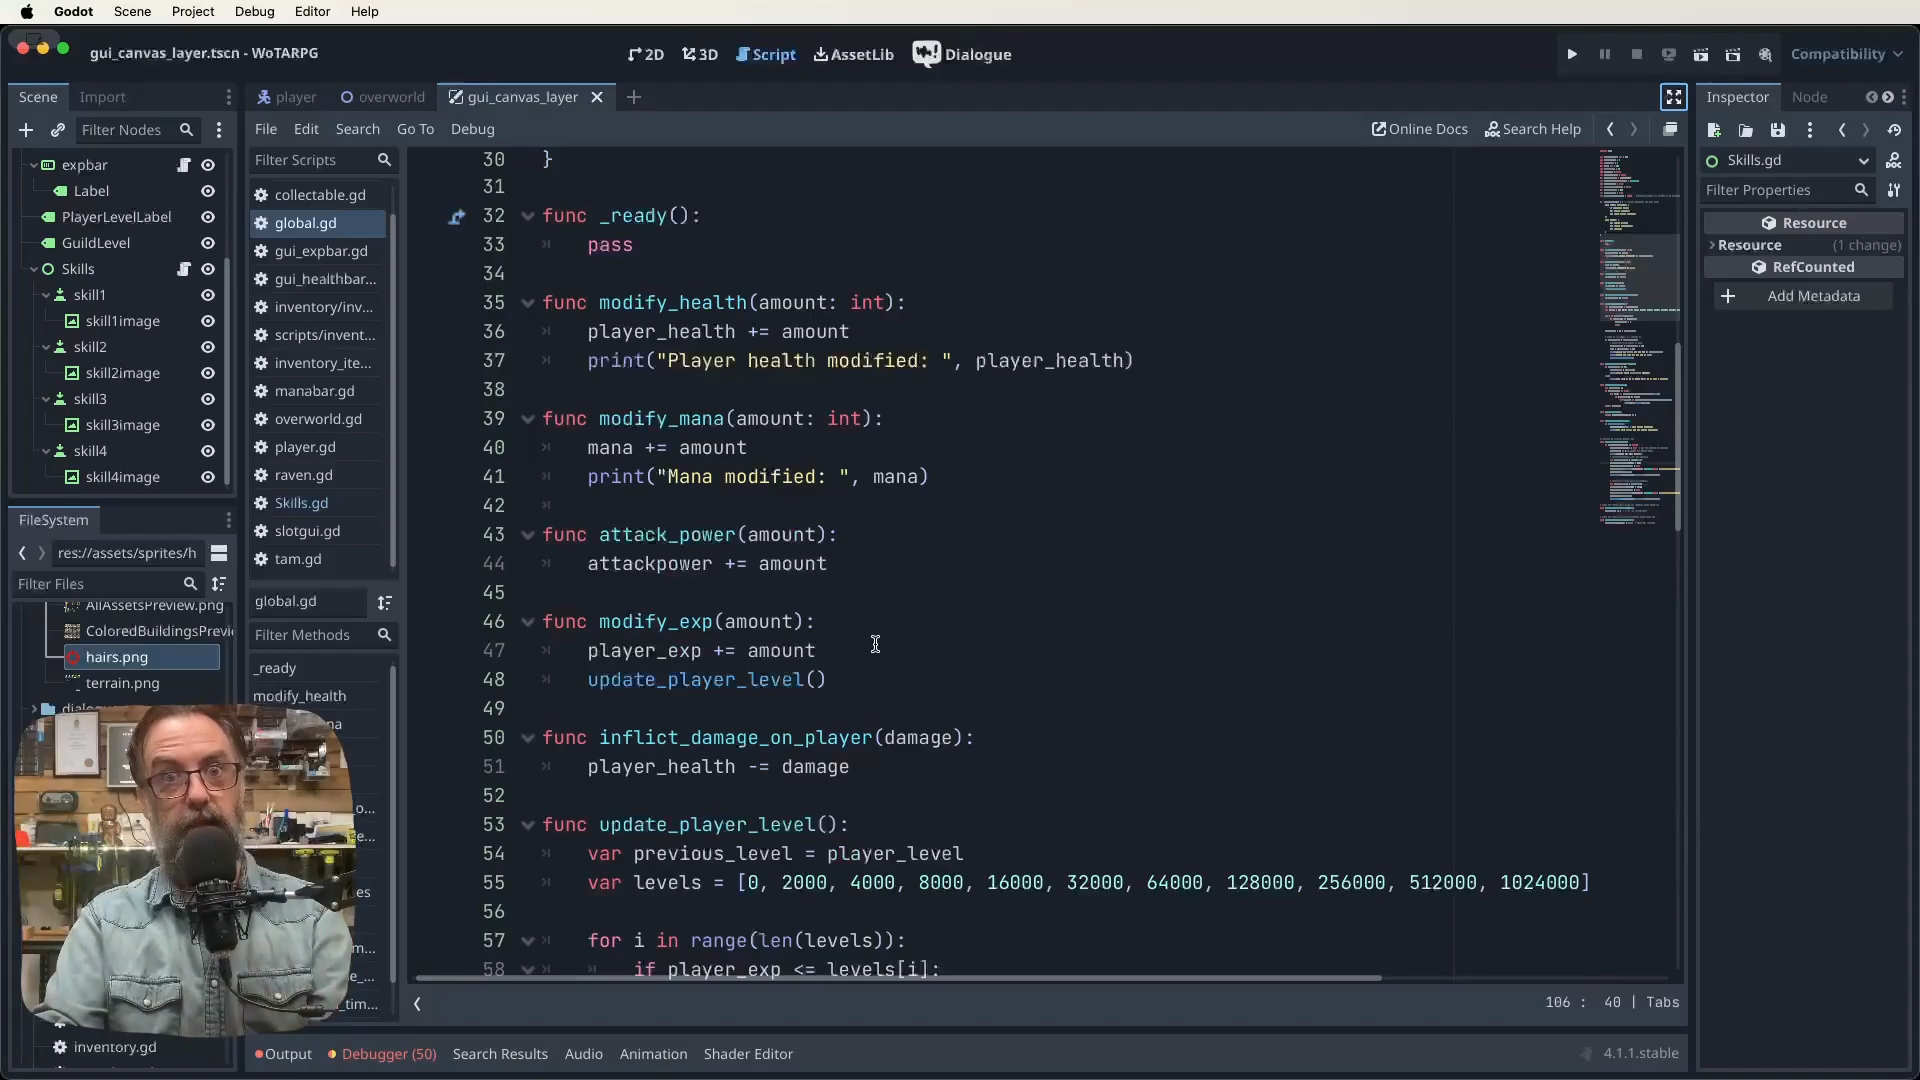 Godot Scene Project Debug Editor Help
gui_canvas_layer.tscn - WoTARPG
2D 3D Script AssetLib Dialogue
Compatibility
Scene Import
player overworld gui_canvas_layer
Inspector Node
Filter Nodes
File Edit Search Go To Debug
Online Docs Search Help
expbar
Label
PlayerLevelLabel
GuildLevel
Skills
skill1
skill1image
skill2
skill2image
skill3
skill3image
skill4
skill4image
FileSystem
res://assets/sprites/h
Filter Files
AllAssetsPreview.png
ColoredBuildingsPrevi
hairs.png
terrain.png
inventory.gd
Filter Scripts
collectable.gd
global.gd
gui_expbar.gd
gui_healthbar...
inventory/inv...
scripts/invent...
inventory_ite...
manabar.gd
overworld.gd
player.gd
raven.gd
Skills.gd
slotgui.gd
tam.gd
global.gd
Filter Methods
_ready
modify_health
30 }
31
32 func _ready():
33 pass
34
35 func modify_health(amount: int):
36 player_health += amount
37 print("Player health modified: ", player_health)
38
39 func modify_mana(amount: int):
40 mana += amount
41 print("Mana modified: ", mana)
42
43 func attack_power(amount):
44 attackpower += amount
45
46 func modify_exp(amount):
47 player_exp += amount
48 update_player_level()
49
50 func inflict_damage_on_player(damage):
51 player_health -= damage
52
53 func update_player_level():
54 var previous_level = player_level
55 var levels = [0, 2000, 4000, 8000, 16000, 32000, 64000, 128000, 256000, 512000, 1024000]
56
57 for i in range(len(levels)):
58 if player_exp <= levels[i]:
106 : 40 | Tabs
Skills.gd
Filter Properties
Resource
Resource (1 change)
RefCounted
Add Metadata
Output Debugger (50) Search Results Audio Animation Shader Editor
4.1.1.stable